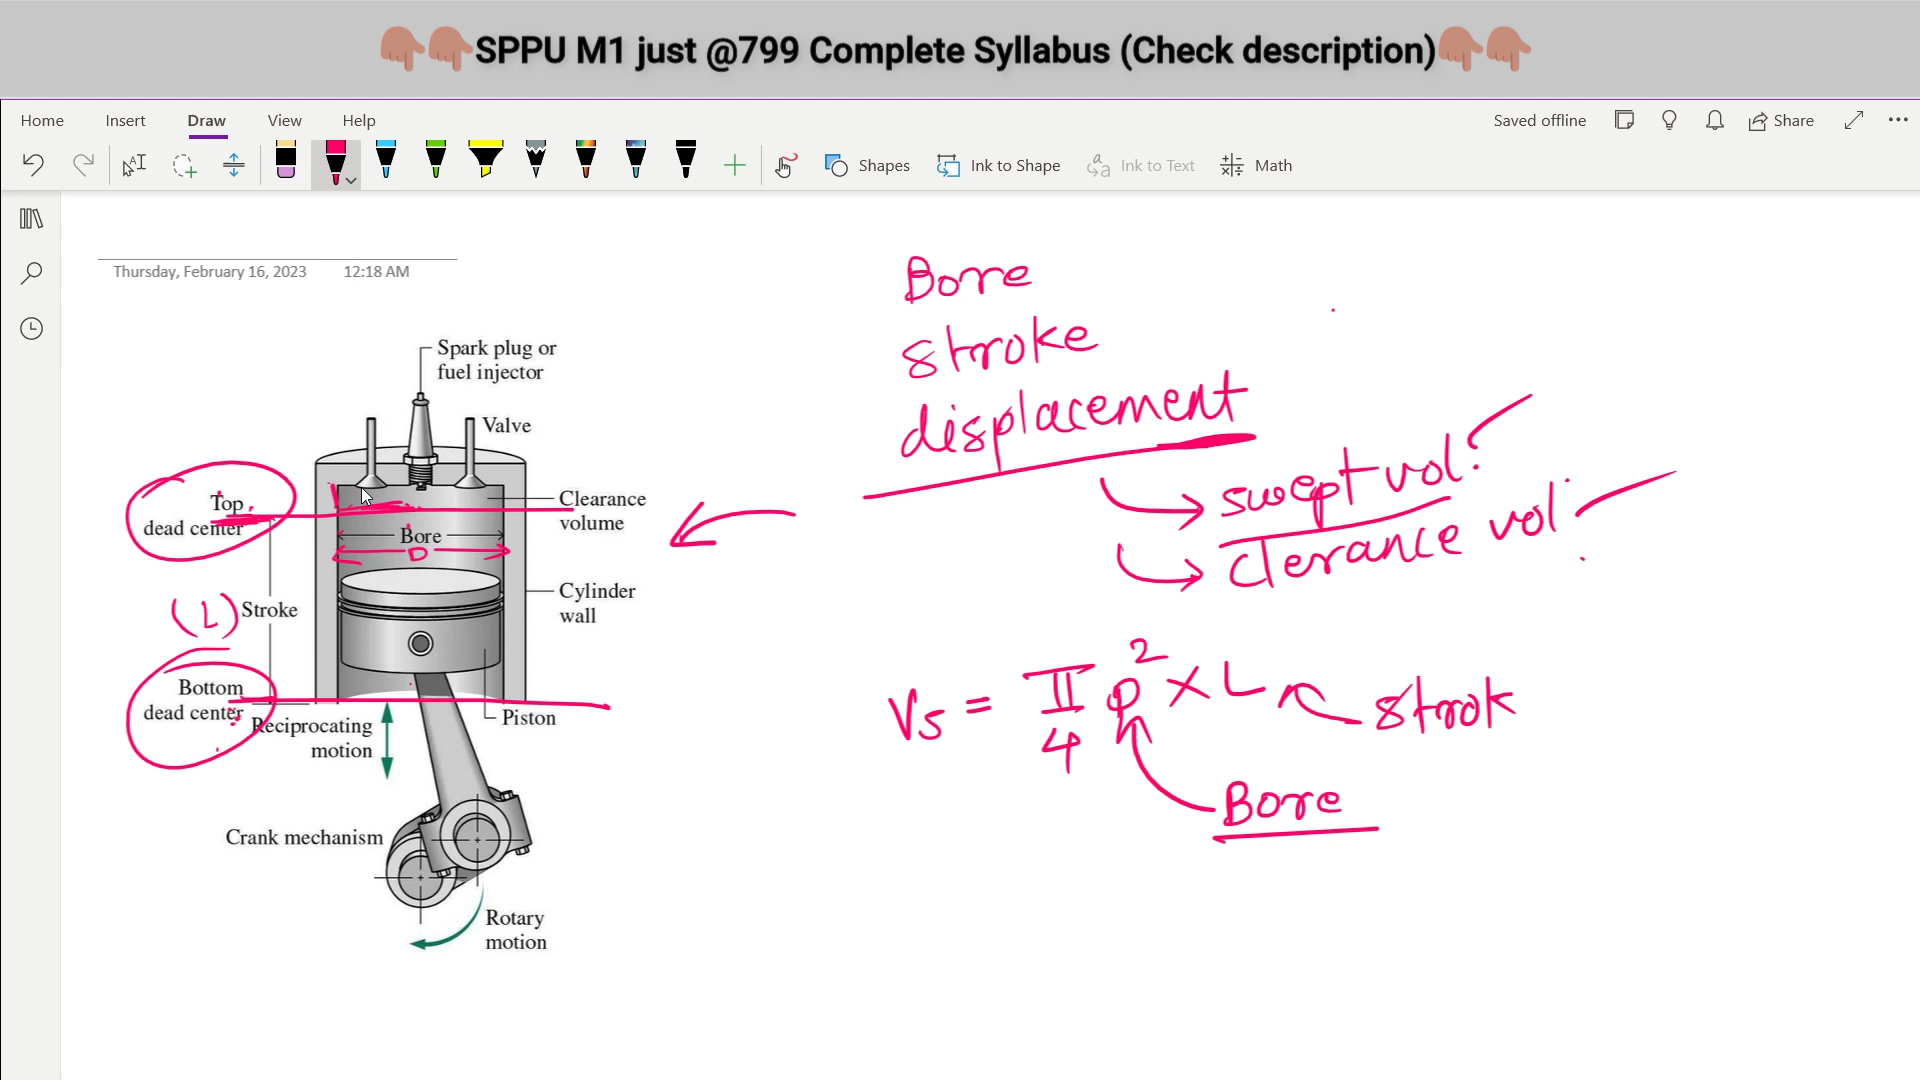 👇👇SPPU M1 just @799 Complete Syllabus (Check description)👇👇
Home Insert Draw View Help
Saved offline Share
Shapes Ink to Shape Ink to Text Math
Thursday, February 16, 2023 12:18 AM
Spark plug or
fuel injector
Valve
Top
dead center
Clearance
volume
Bore
D
Cylinder
wall
(L) Stroke
Bottom
dead center
Reciprocating
motion
Piston
Crank mechanism
Rotary
motion
Bore
stroke
displacement
swept vol.
clerance vol.
Vs = π/4 D² × L
strok
Bore